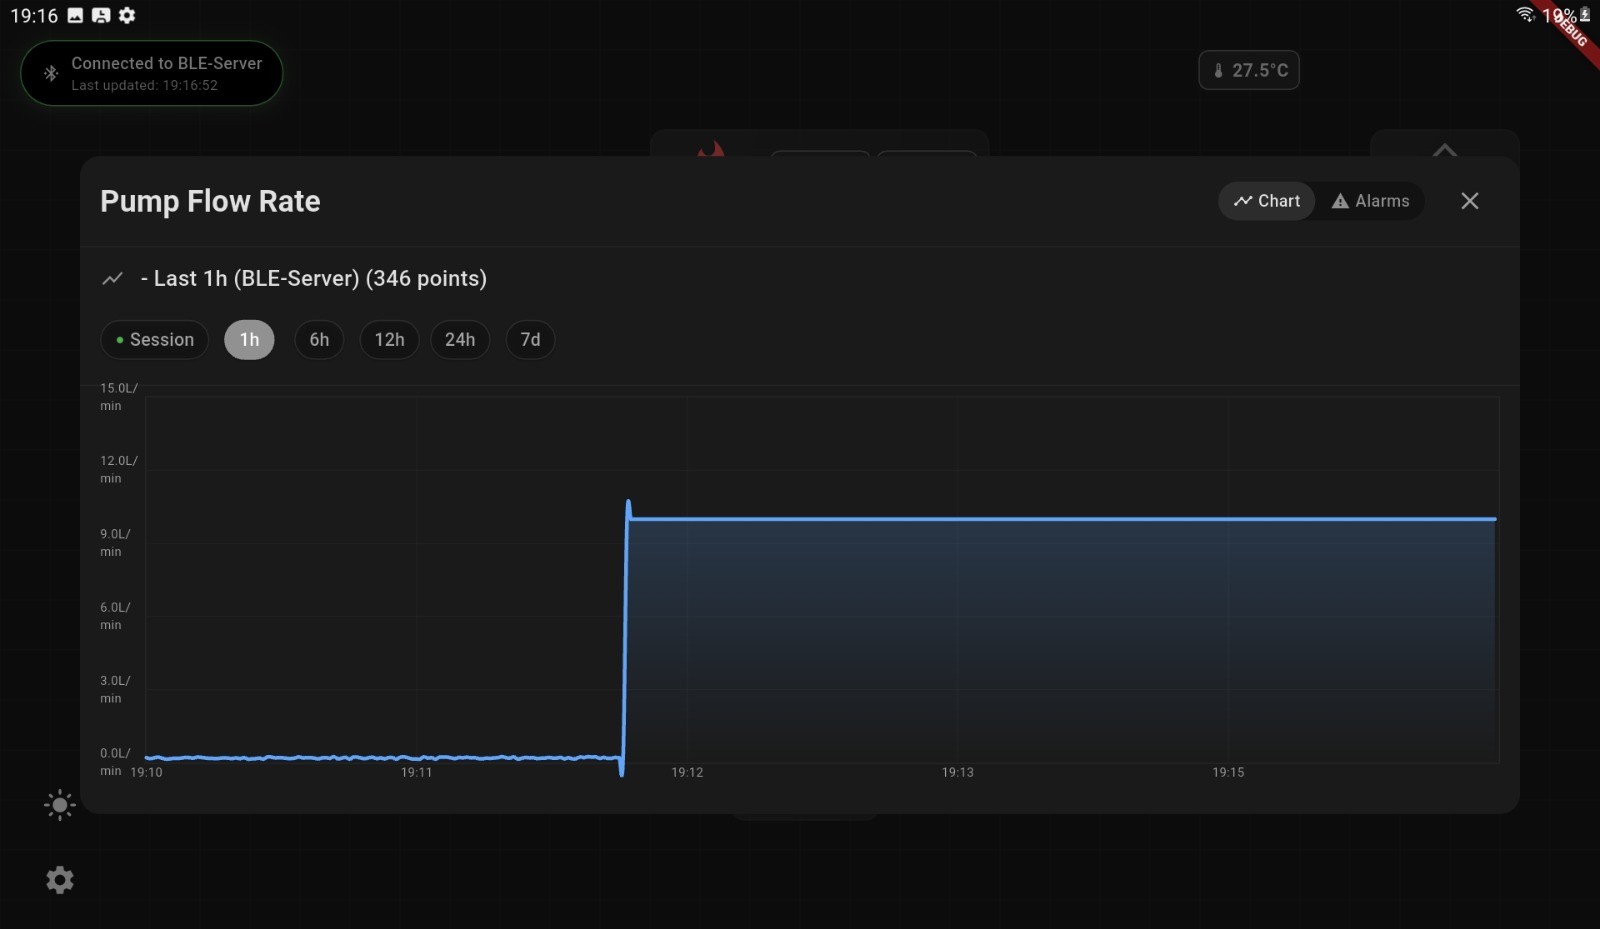 19:16
19%
DEBUG
Connected to BLE-Server
Last updated: 19:16:52
27.5°C
Pump Flow Rate
Chart
Alarms
- Last 1h (BLE-Server) (346 points)
Session
1h
6h
12h
24h
7d
15.0L/
min
12.0L/
min
9.0L/
min
6.0L/
min
3.0L/
min
0.0L/
min
19:10
19:11
19:12
19:13
19:15